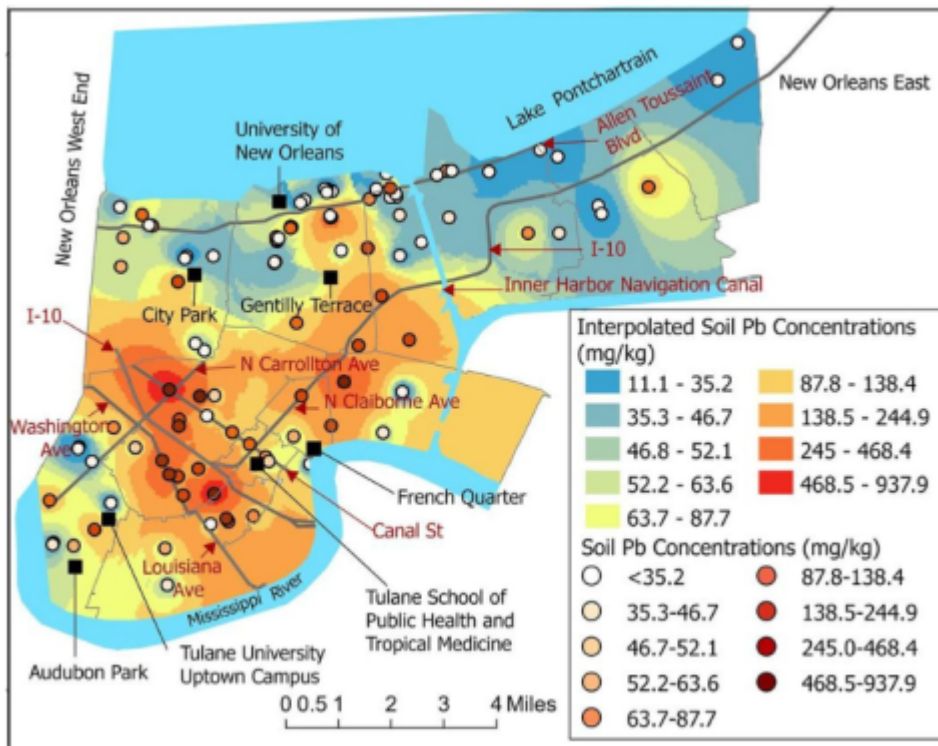 New Orleans West End
University of
New Orleans
Lake Pontchartrain
Allen Toussaint
Blvd
New Orleans East
I-10
Inner Harbor Navigation Canal
City Park
Gentilly Terrace
I-10
N Carrollton Ave
N Claiborne Ave
Washington
Ave
French Quarter
Canal St
Louisiana
Ave
Mississippi River
Tulane School of
Public Health and
Tropical Medicine
Audubon Park
Tulane University
Uptown Campus
0 0.5 1 2 3 4 Miles
Interpolated Soil Pb Concentrations
(mg/kg)
11.1 - 35.2
35.3 - 46.7
46.8 - 52.1
52.2 - 63.6
63.7 - 87.7
87.8 - 138.4
138.5 - 244.9
245 - 468.4
468.5 - 937.9
Soil Pb Concentrations (mg/kg)
<35.2
35.3-46.7
46.7-52.1
52.2-63.6
63.7-87.7
87.8-138.4
138.5-244.9
245.0-468.4
468.5-937.9